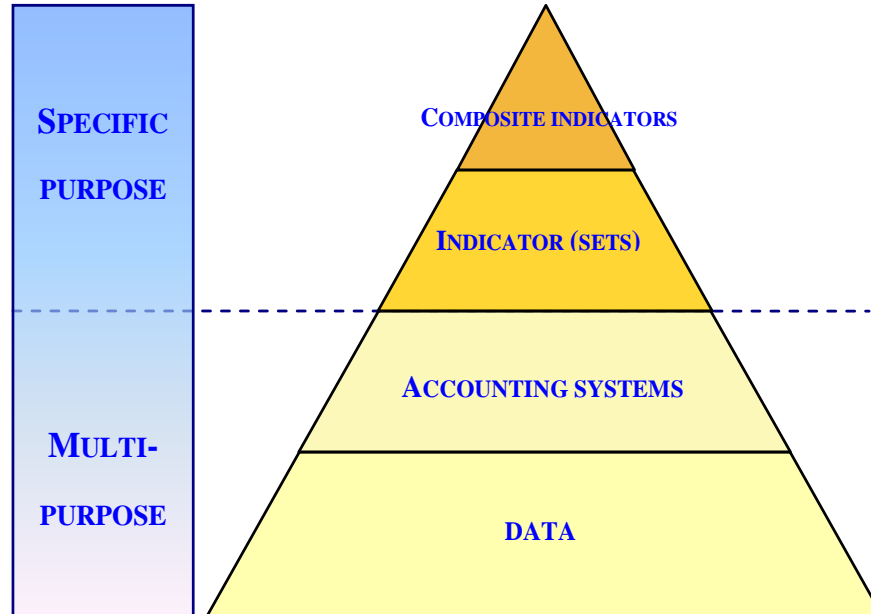 SPECIFIC
PURPOSE
MULTI-
PURPOSE
COMPOSITE INDICATORS
INDICATOR (SETS)
ACCOUNTING SYSTEMS
DATA